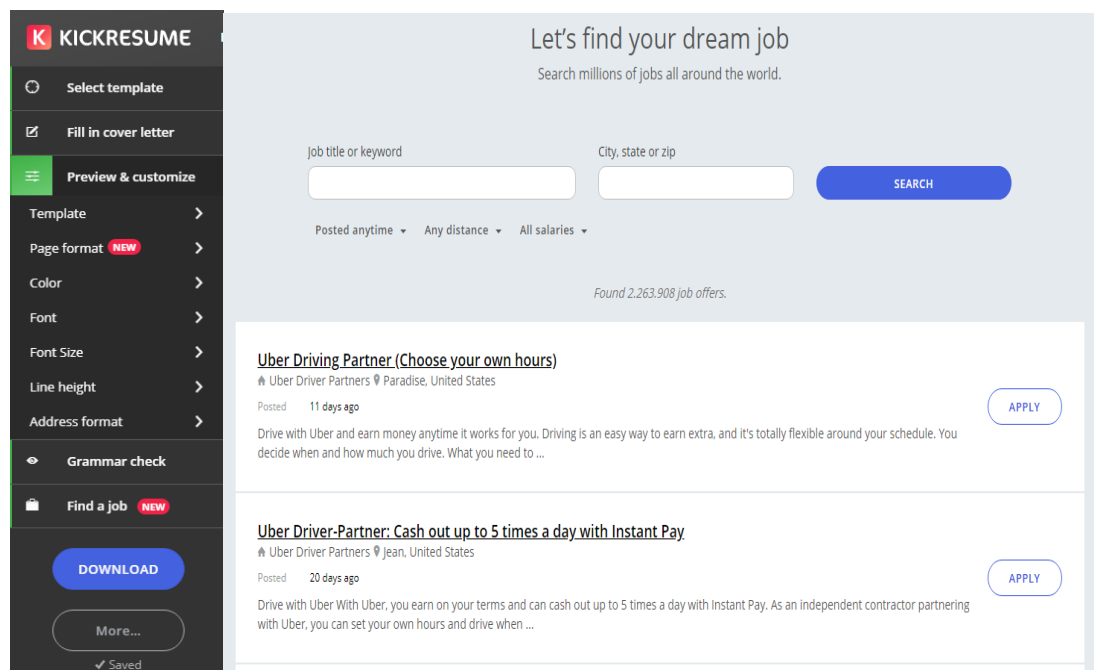 KICKRESUME
Select template
Fill in cover letter
Preview & customize
Template
Page format NEW
Color
Font
Font Size
Line height
Address format
Grammar check
Find a job NEW
DOWNLOAD
More...
Saved
Let's find your dream job
Search millions of jobs all around the world.
Job title or keyword
City, state or zip
SEARCH
Posted anytime Any distance All salaries
Found 2.263.908 job offers.
Uber Driving Partner (Choose your own hours)
Uber Driver Partners Paradise, United States
Posted 11 days ago
Drive with Uber and earn money anytime it works for you. Driving is an easy way to earn extra, and it's totally flexible around your schedule. You
decide when and how much you drive. What you need to ...
APPLY
Uber Driver-Partner: Cash out up to 5 times a day with Instant Pay
Uber Driver Partners Jean, United States
Posted 20 days ago
Drive with Uber With Uber, you earn on your terms and can cash out up to 5 times a day with Instant Pay. As an independent contractor partnering
with Uber, you can set your own hours and drive when ...
APPLY